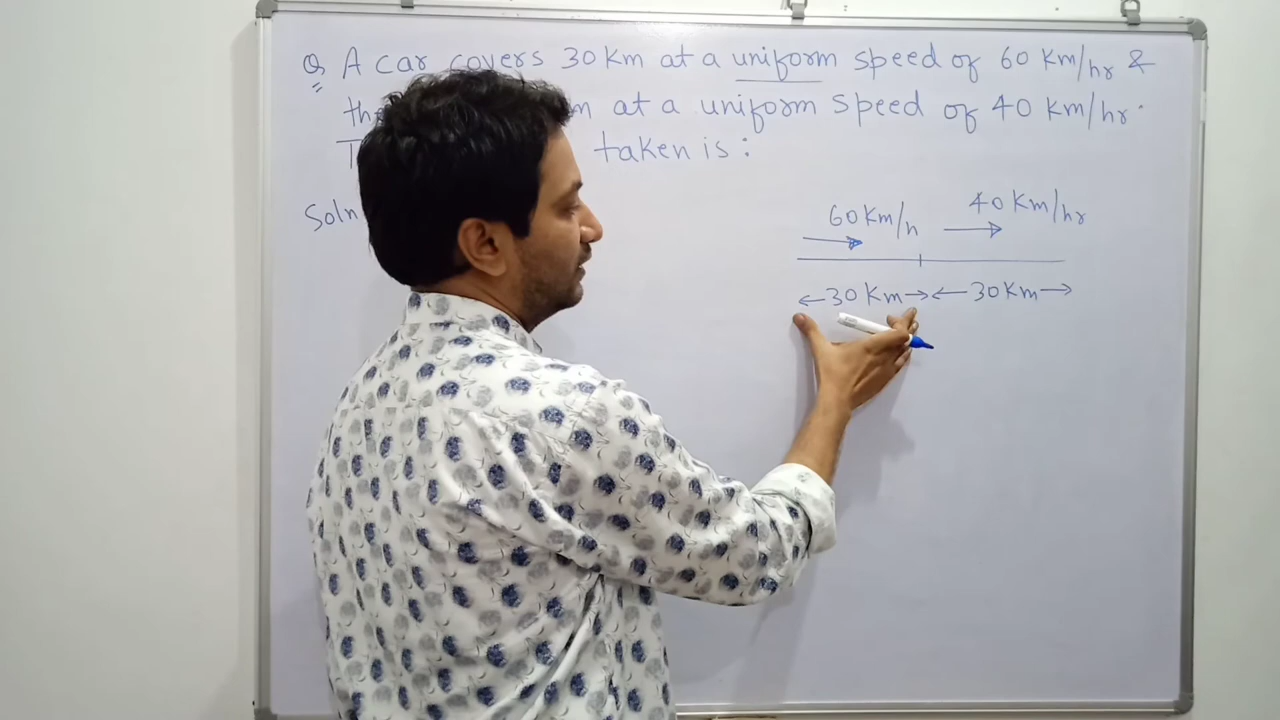 Q A car covers 30 Km at a uniform speed of 60 Km/hr &
at a uniform speed of 40 Km/hr.
taken is :
Soln
60 Km/h 40 Km/hr
30 Km 30 Km